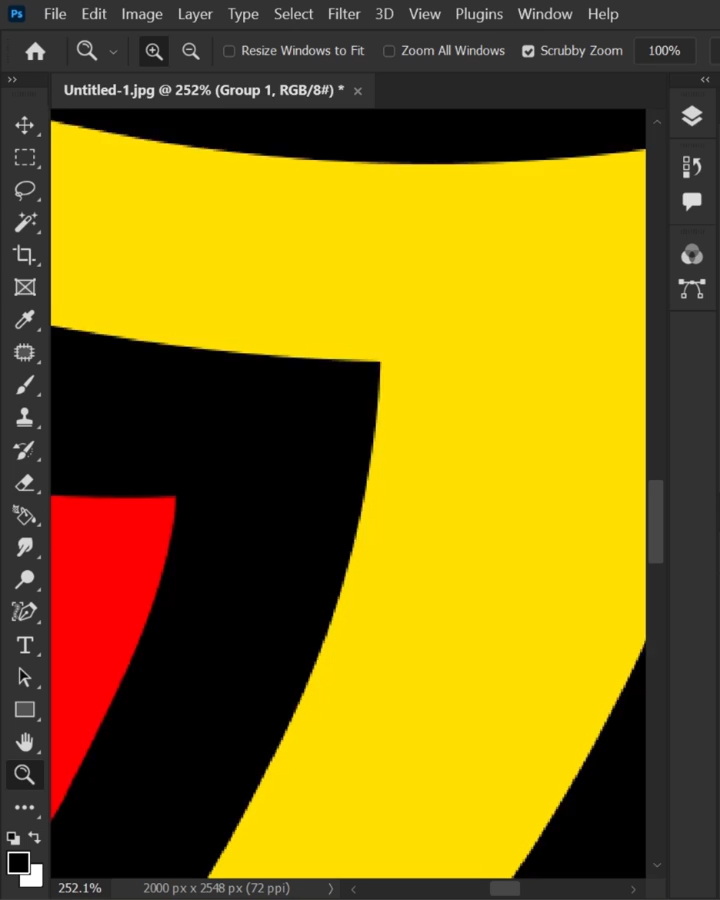 Ps File Edit Image Layer Type Select Filter 3D View Plugins Window Help
Resize Windows to Fit Zoom All Windows Scrubby Zoom 100%
Untitled-1.jpg @ 252% (Group 1, RGB/8#) * ×
T
252.1% 2000 px x 2548 px (72 ppi)